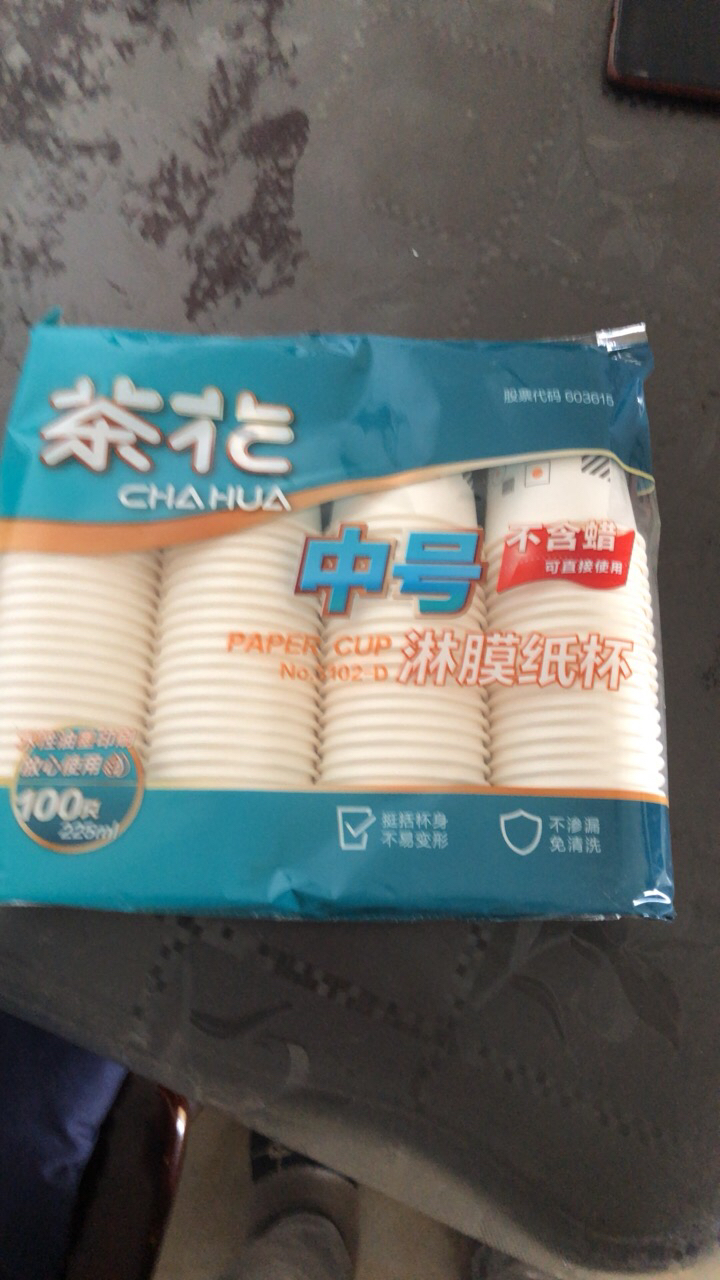 股票代码 603615
茶花
CHAHUA
中号
不含蜡
可直接使用
PAPER CUP
淋膜纸杯
放心使用
100只
225ml
挺括杯身
不易变形
不渗漏
免清洗